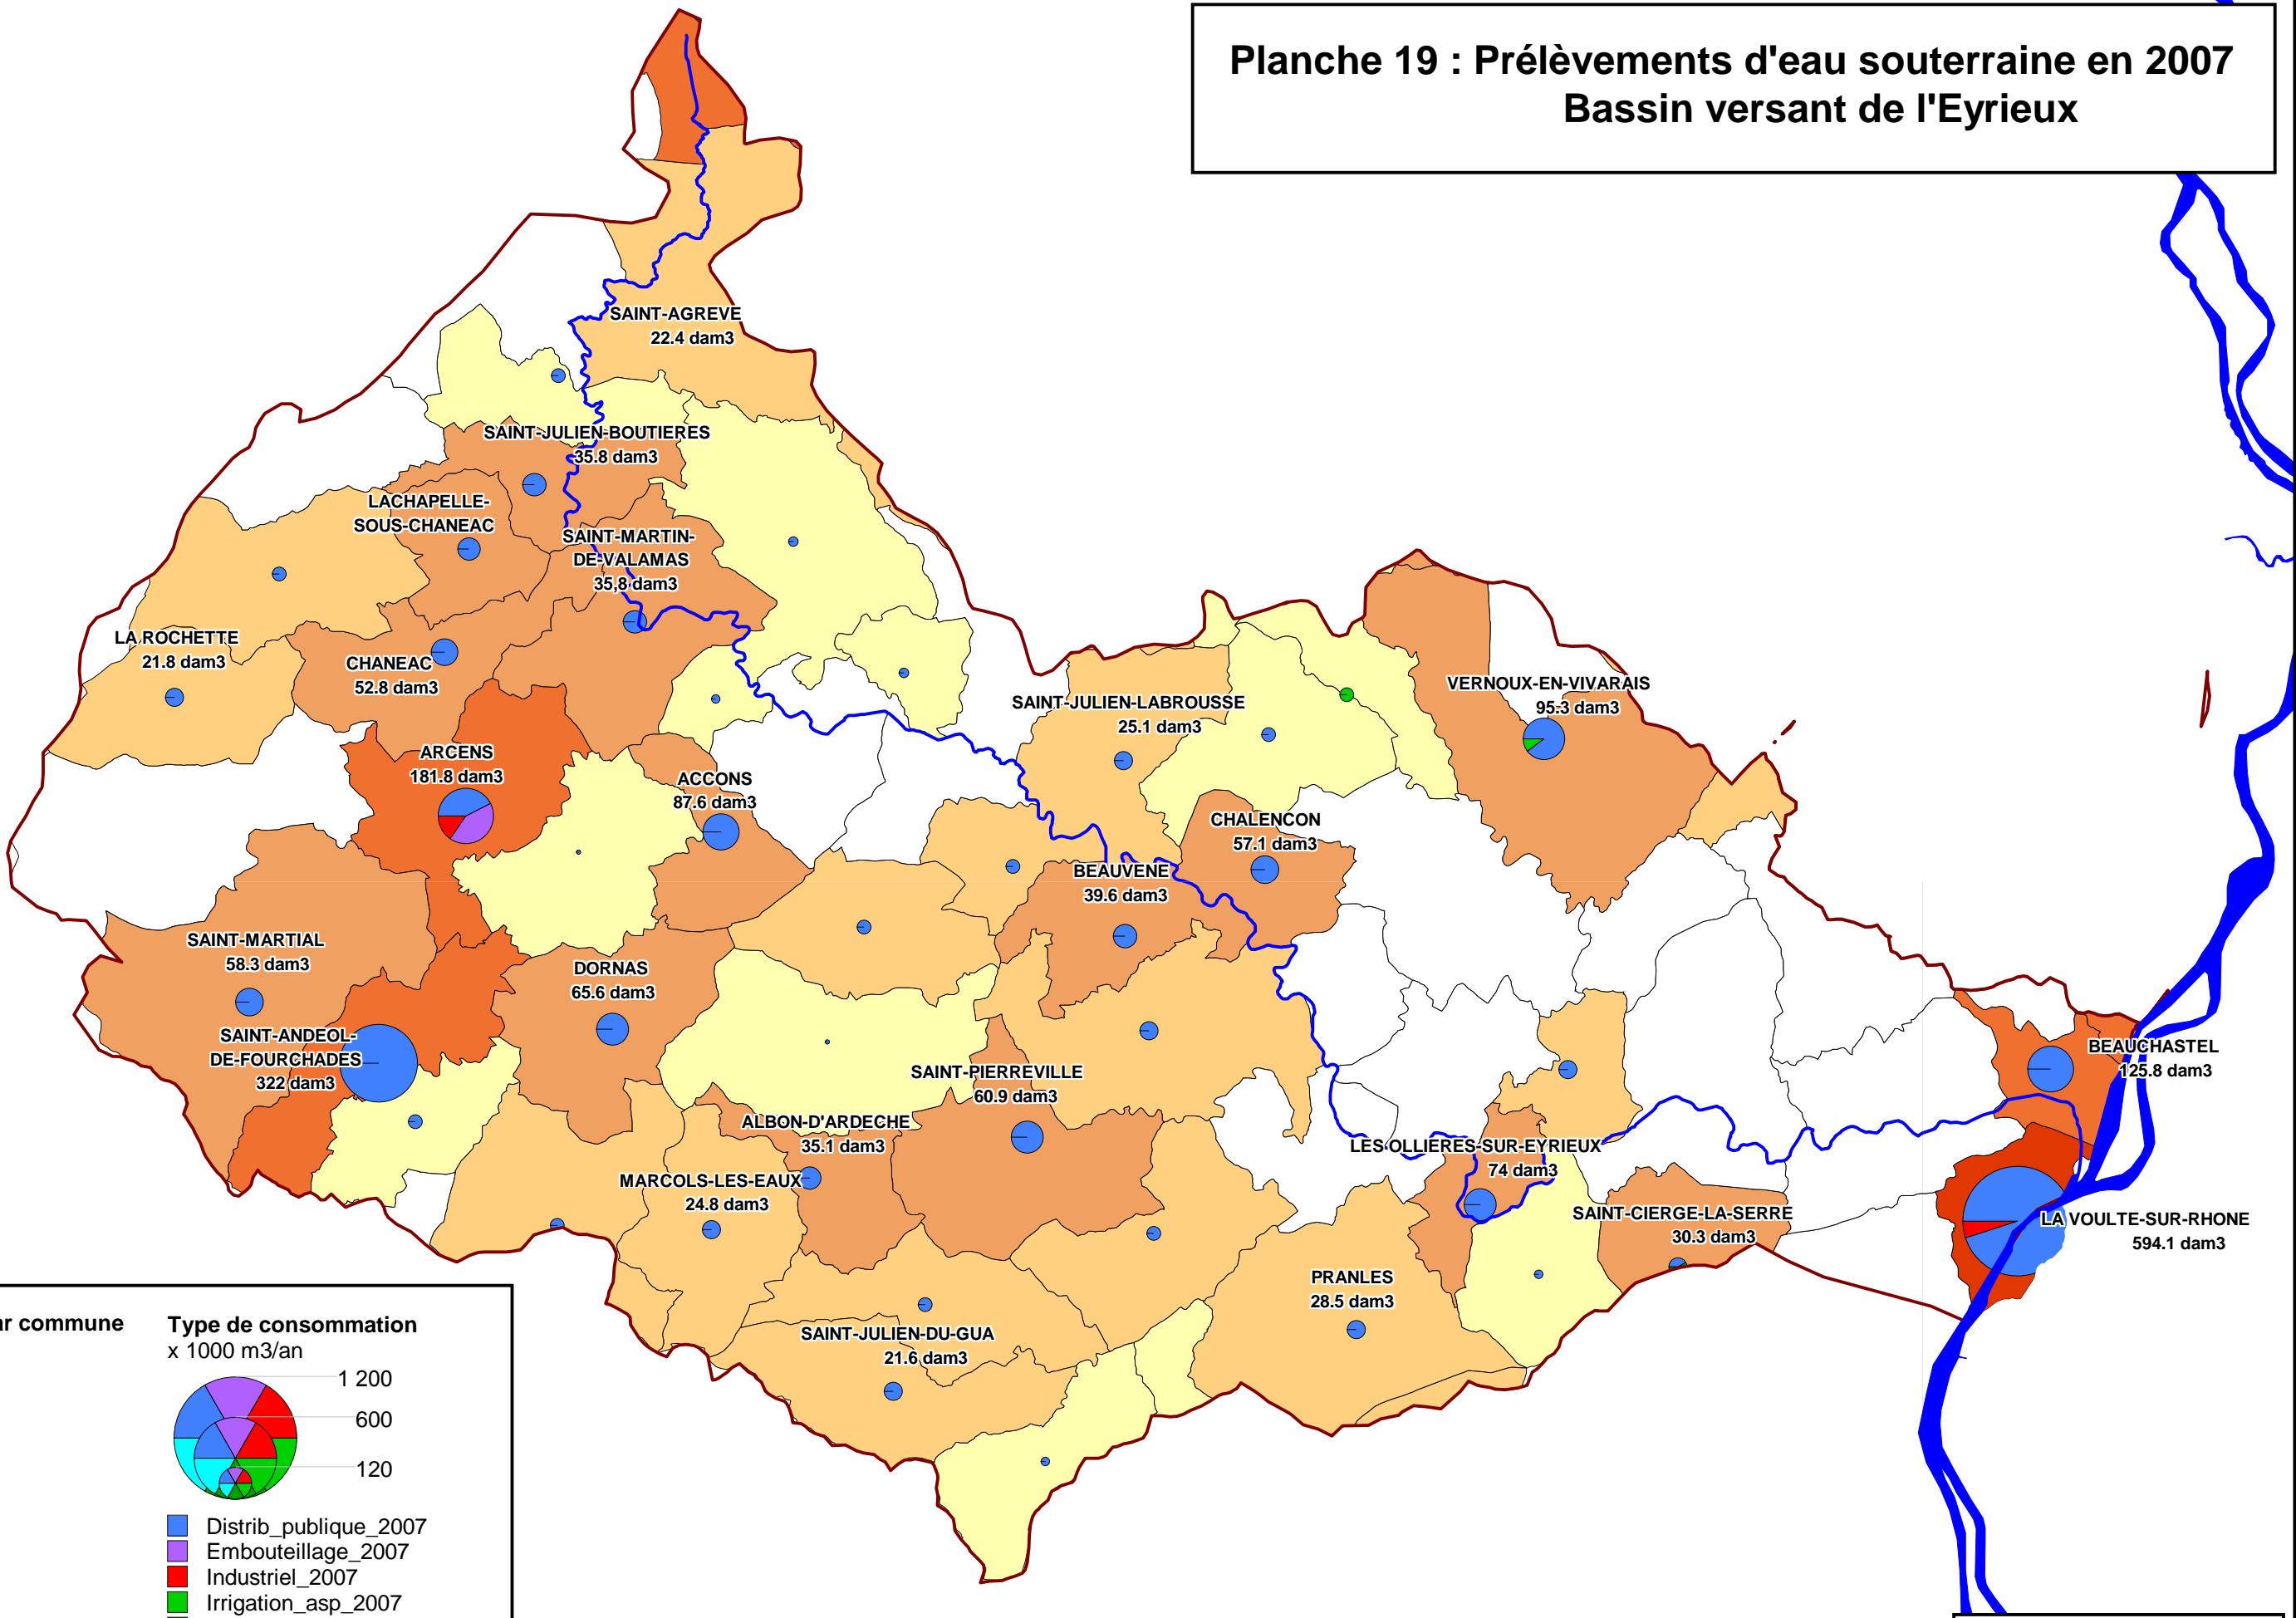 Planche 19 : Prélèvements d'eau souterraine en 2007
Bassin versant de l'Eyrieux
SAINT-AGREVE
22.4 dam3
SAINT-JULIEN-BOUTIERES
35.8 dam3
LACHAPELLE-
SOUS-CHANEAC
SAINT-MARTIN-
DE-VALAMAS
35,8 dam3
LA ROCHETTE
21.8 dam3
CHANEAC
52.8 dam3
SAINT-JULIEN-LABROUSSE
25.1 dam3
VERNOUX-EN-VIVARAIS
95.3 dam3
ARCENS
181.8 dam3
ACCONS
87.6 dam3
CHALENCON
57.1 dam3
BEAUVENE
39.6 dam3
SAINT-MARTIAL
58.3 dam3
DORNAS
65.6 dam3
SAINT-ANDEOL-
DE-FOURCHADES
322 dam3
SAINT-PIERREVILLE
60.9 dam3
BEAUCHASTEL
125.8 dam3
ALBON-D'ARDECHE
35.1 dam3
LES OLLIERES-SUR-EYRIEUX
74 dam3
MARCOLS-LES-EAUX
24.8 dam3
SAINT-CIERGE-LA-SERRE
30.3 dam3
LA VOULTE-SUR-RHONE
594.1 dam3
PRANLES
28.5 dam3
SAINT-JULIEN-DU-GUA
21.6 dam3
commune
Type de consommation
x 1000 m3/an
1 200
600
120
Distrib_publique_2007
Embouteillage_2007
Industriel_2007
Irrigation_asp_2007